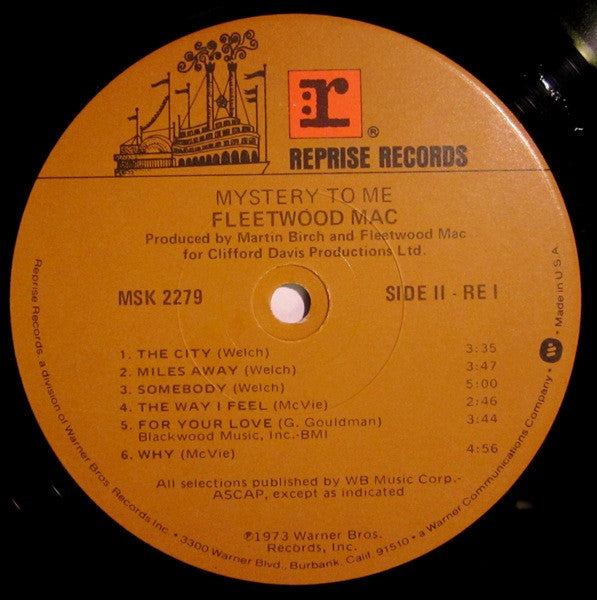 r
®
REPRISE RECORDS
MYSTERY TO ME
FLEETWOOD MAC
Produced by Martin Birch and Fleetwood Mac
for Clifford Davis Productions Ltd.
MSK 2279 SIDE II - RE I
1. THE CITY (Welch) 3:35
2. MILES AWAY (Welch) 3:47
3. SOMEBODY (Welch) 5:00
4. THE WAY I FEEL (McVie) 2:46
5. FOR YOUR LOVE (G. Gouldman) 3:44
Blackwood Music, Inc.-BMI
6. WHY (McVie) 4:56
All selections published by WB Music Corp.-
ASCAP, except as indicated
℗1973 Warner Bros.
Records, Inc.
Reprise Records, a division of Warner Bros. Records Inc. • 3300 Warner Blvd., Burbank, Calif. 91510 • a Warner Communications Company. • Made in U.S.A.